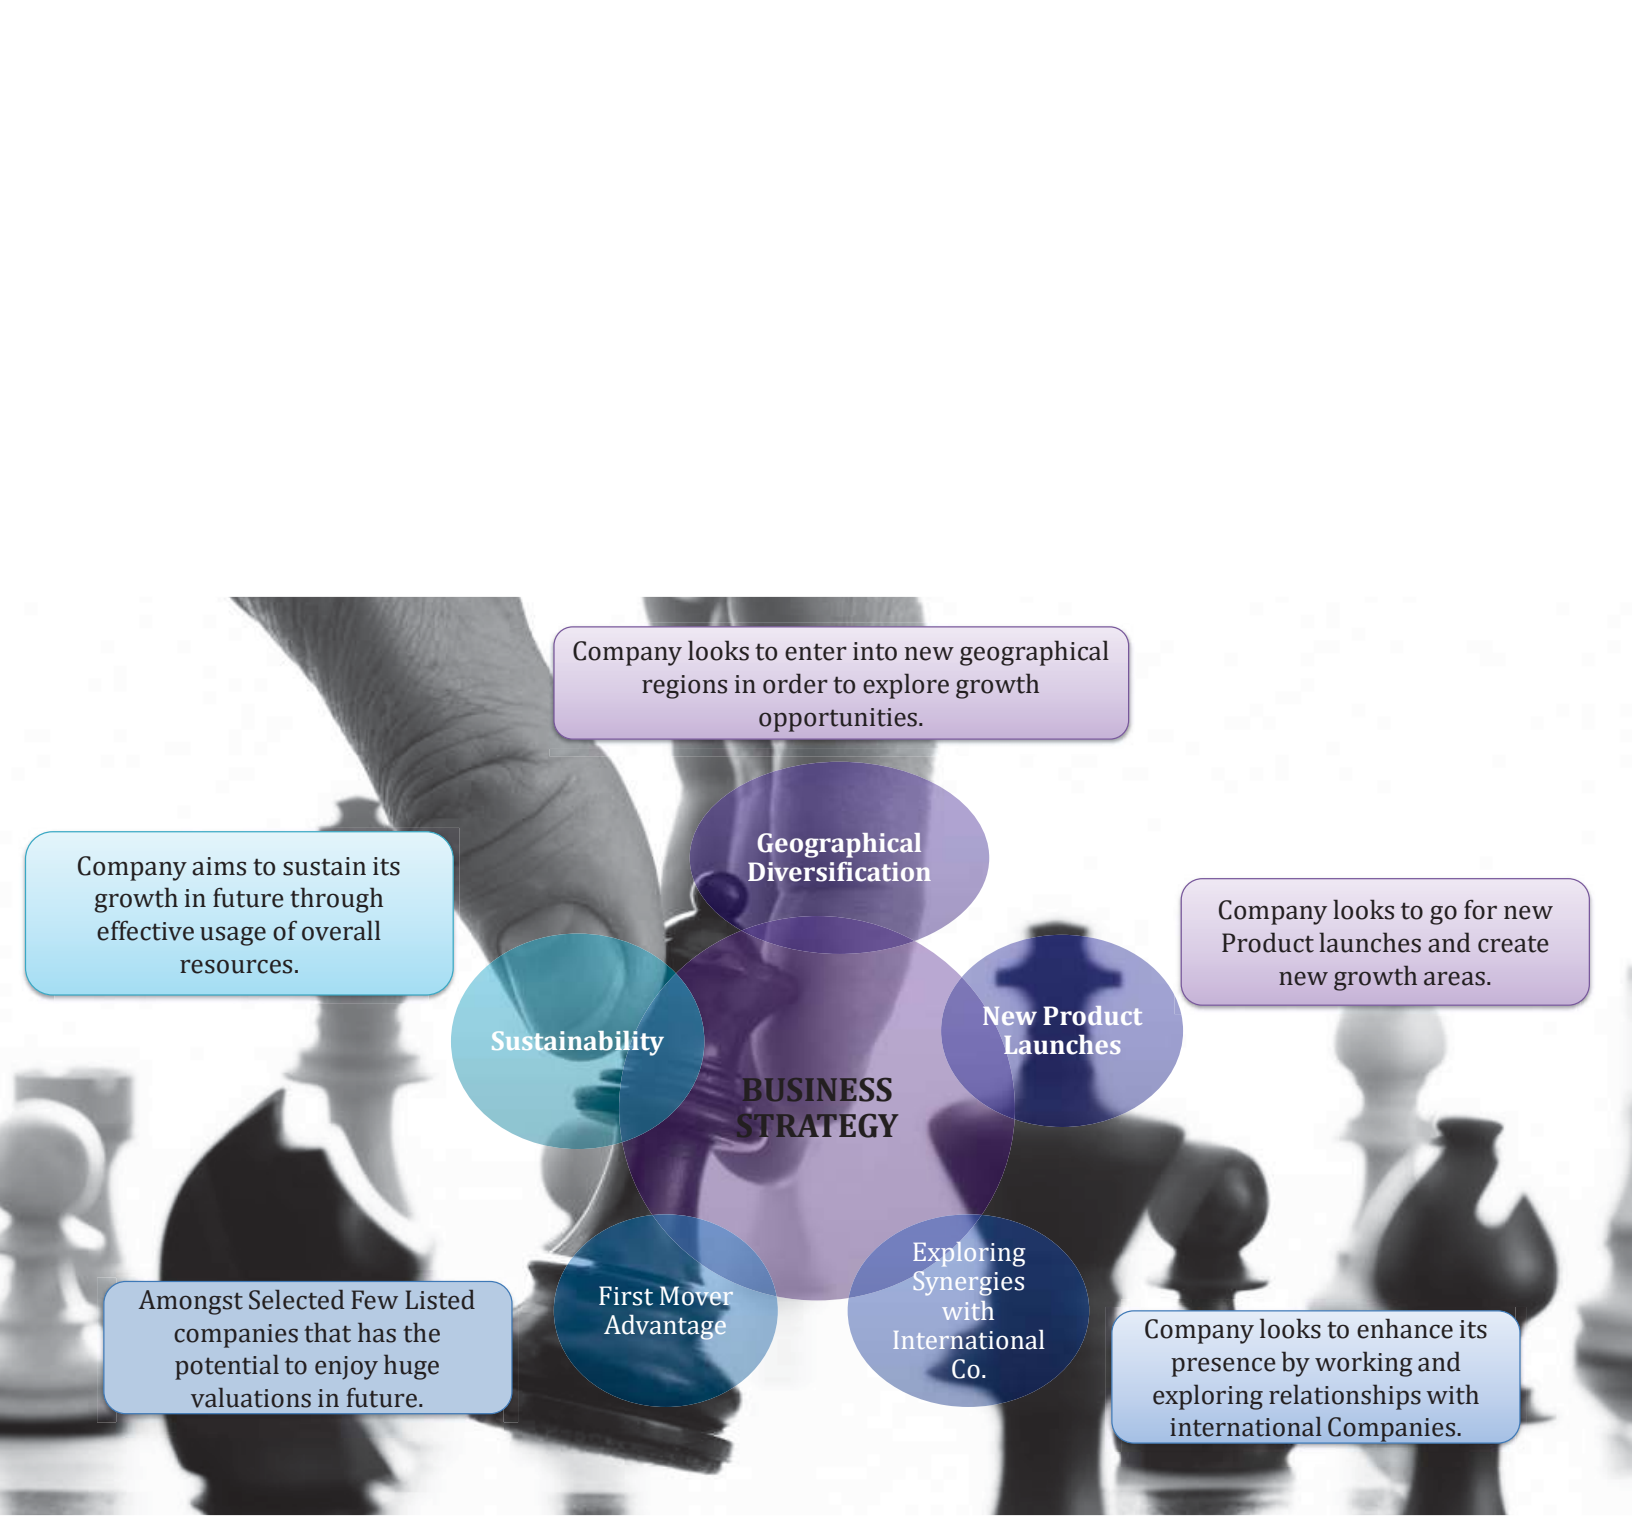 Company looks to enter into new geographical
regions in order to explore growth
opportunities.
Geographical
Diversification
Company aims to sustain its
growth in future through
effective usage of overall
resources.
Company looks to go for new
Product launches and create
new growth areas.
Sustainability
New Product
Launches
BUSINESS
STRATEGY
First Mover
Advantage
Exploring
Synergies
with
International
Co.
Amongst Selected Few Listed
companies that has the
potential to enjoy huge
valuations in future.
Company looks to enhance its
presence by working and
exploring relationships with
international Companies.